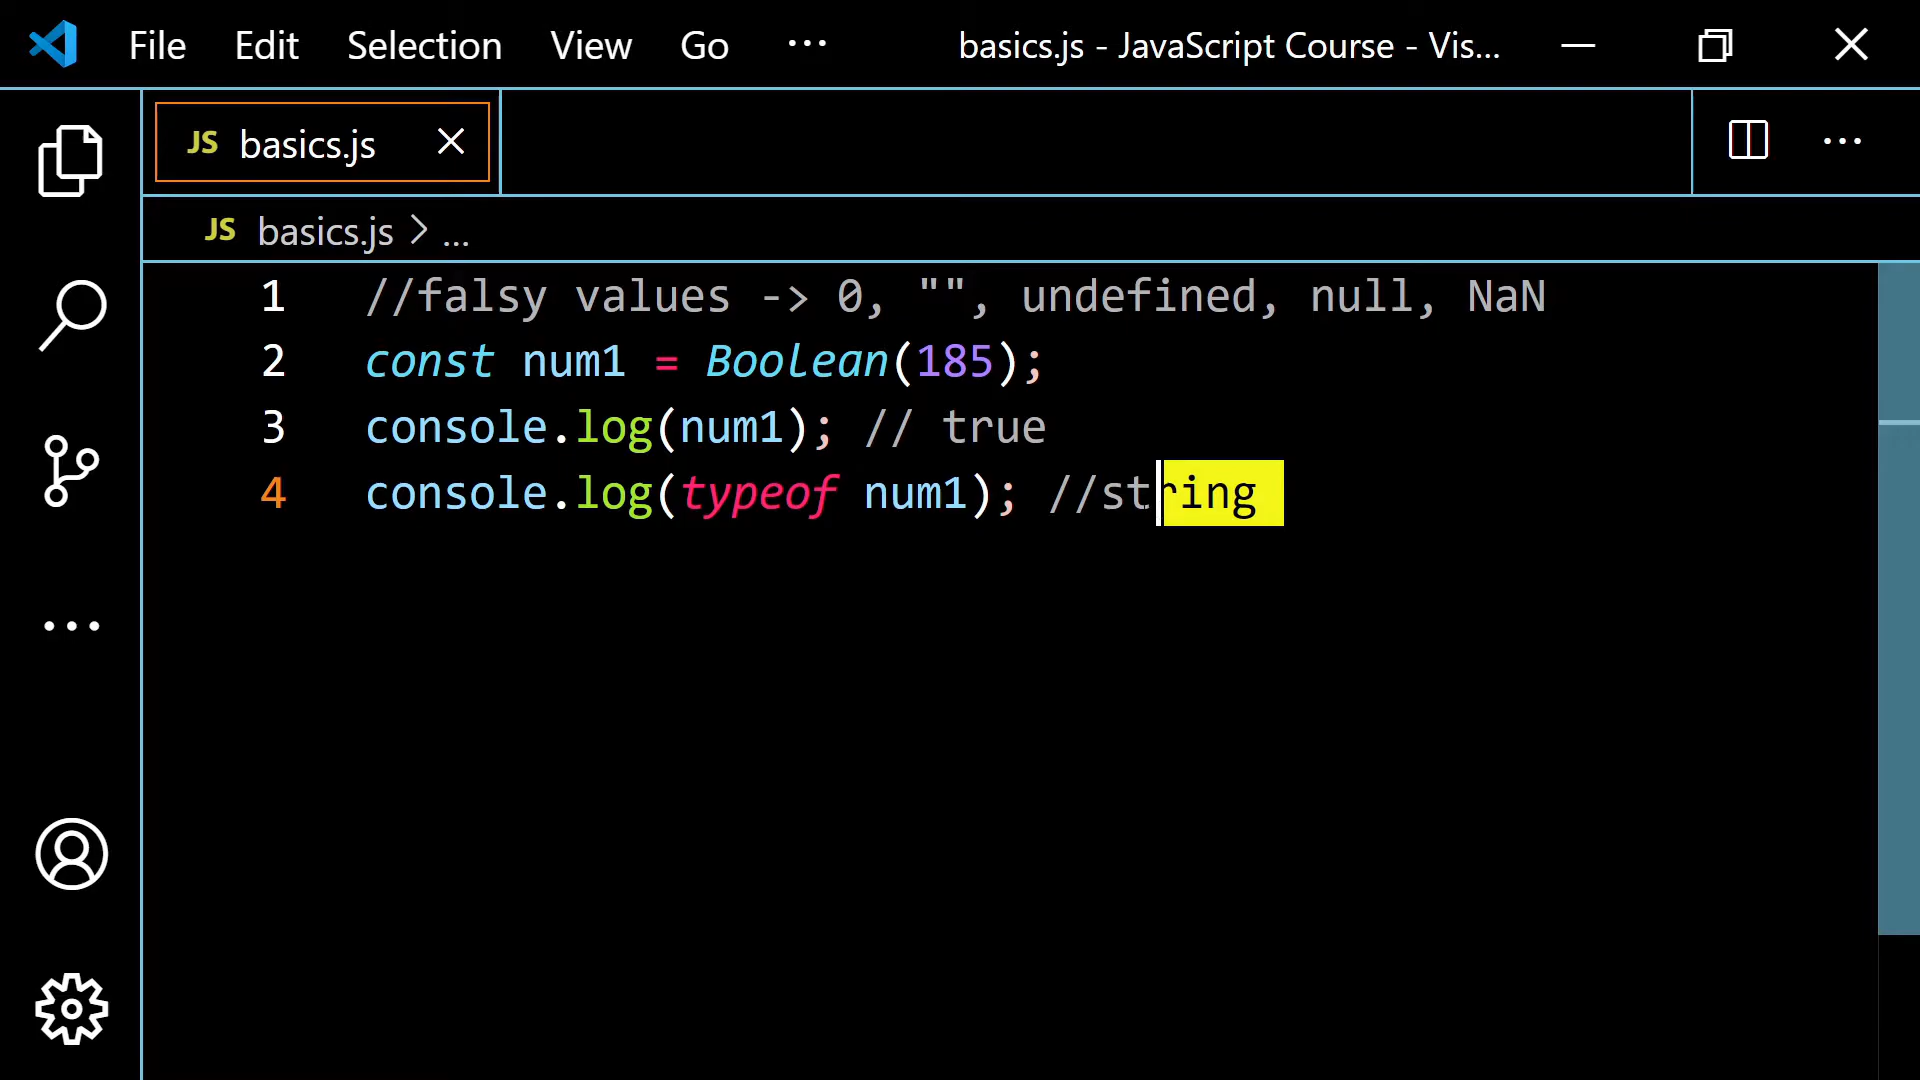 File Edit Selection View Go ... basics.js - JavaScript Course - Vis...
JS basics.js
JS basics.js > ...
1 //falsy values -> 0, "", undefined, null, NaN
2 const num1 = Boolean(185);
3 console.log(num1); // true
4 console.log(typeof num1); //string